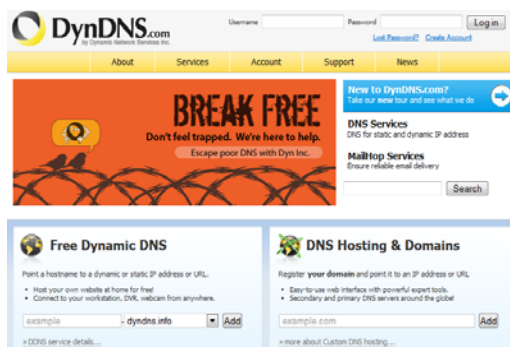 DynDNS.com
by Dynamic Network Services Inc.
Username
Password
Log in
Lost Password?
Create Account
About
Services
Account
Support
News
BREAK FREE
Don't feel trapped. We're here to help.
Escape poor DNS with Dyn Inc.
New to DynDNS.com?
Take our new tour and see what we do
DNS Services
DNS for static and dynamic IP address
MailHop Services
Ensure reliable email delivery
Search
Free Dynamic DNS
Point a hostname to a dynamic or static IP address or URL.
• Host your own website at home for free!
• Connect to your workstation, DVR, webcam from anywhere.
example
. dyndns.info
Add
» DDNS service details...
DNS Hosting & Domains
Register your domain and point it to an IP address or URL
• Easy-to-use web interface with powerful expert tools.
• Secondary and primary DNS servers around the globe!
example.com
Add
» more about Custom DNS hosting...